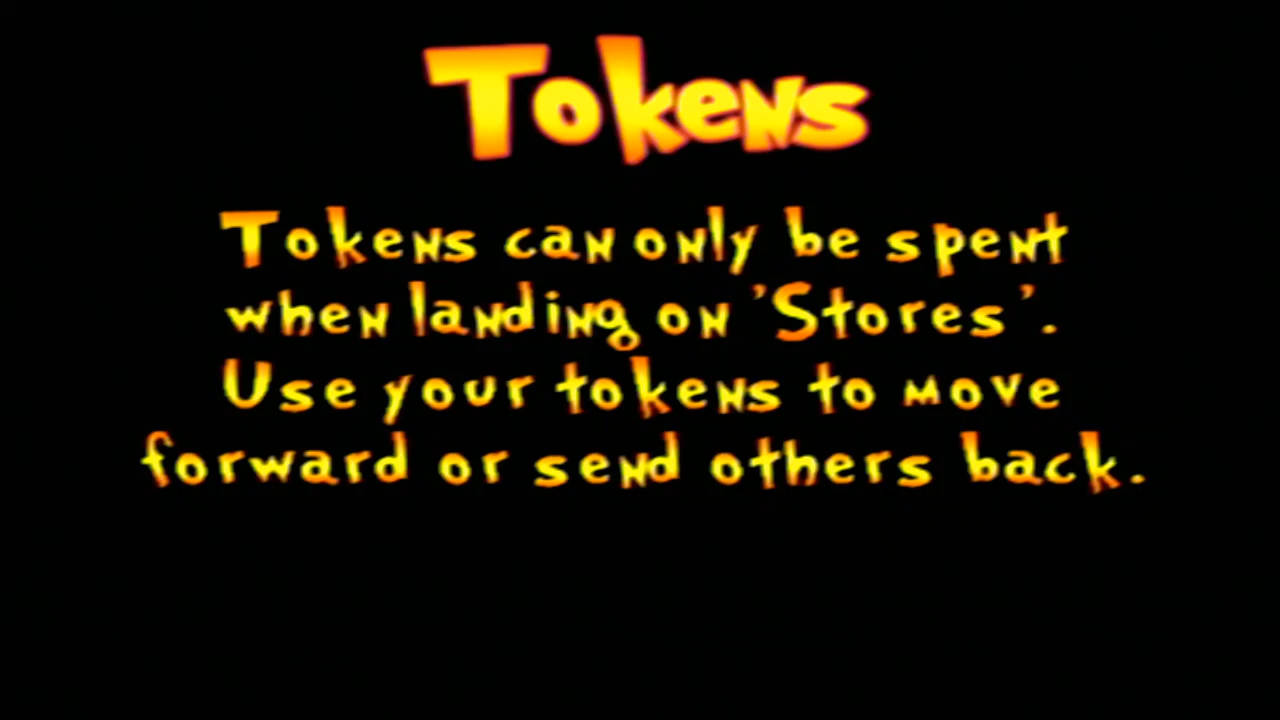 Tokens
Tokens can only be spent
when landing on 'Stores'.
Use your tokens to move
forward or send others back.